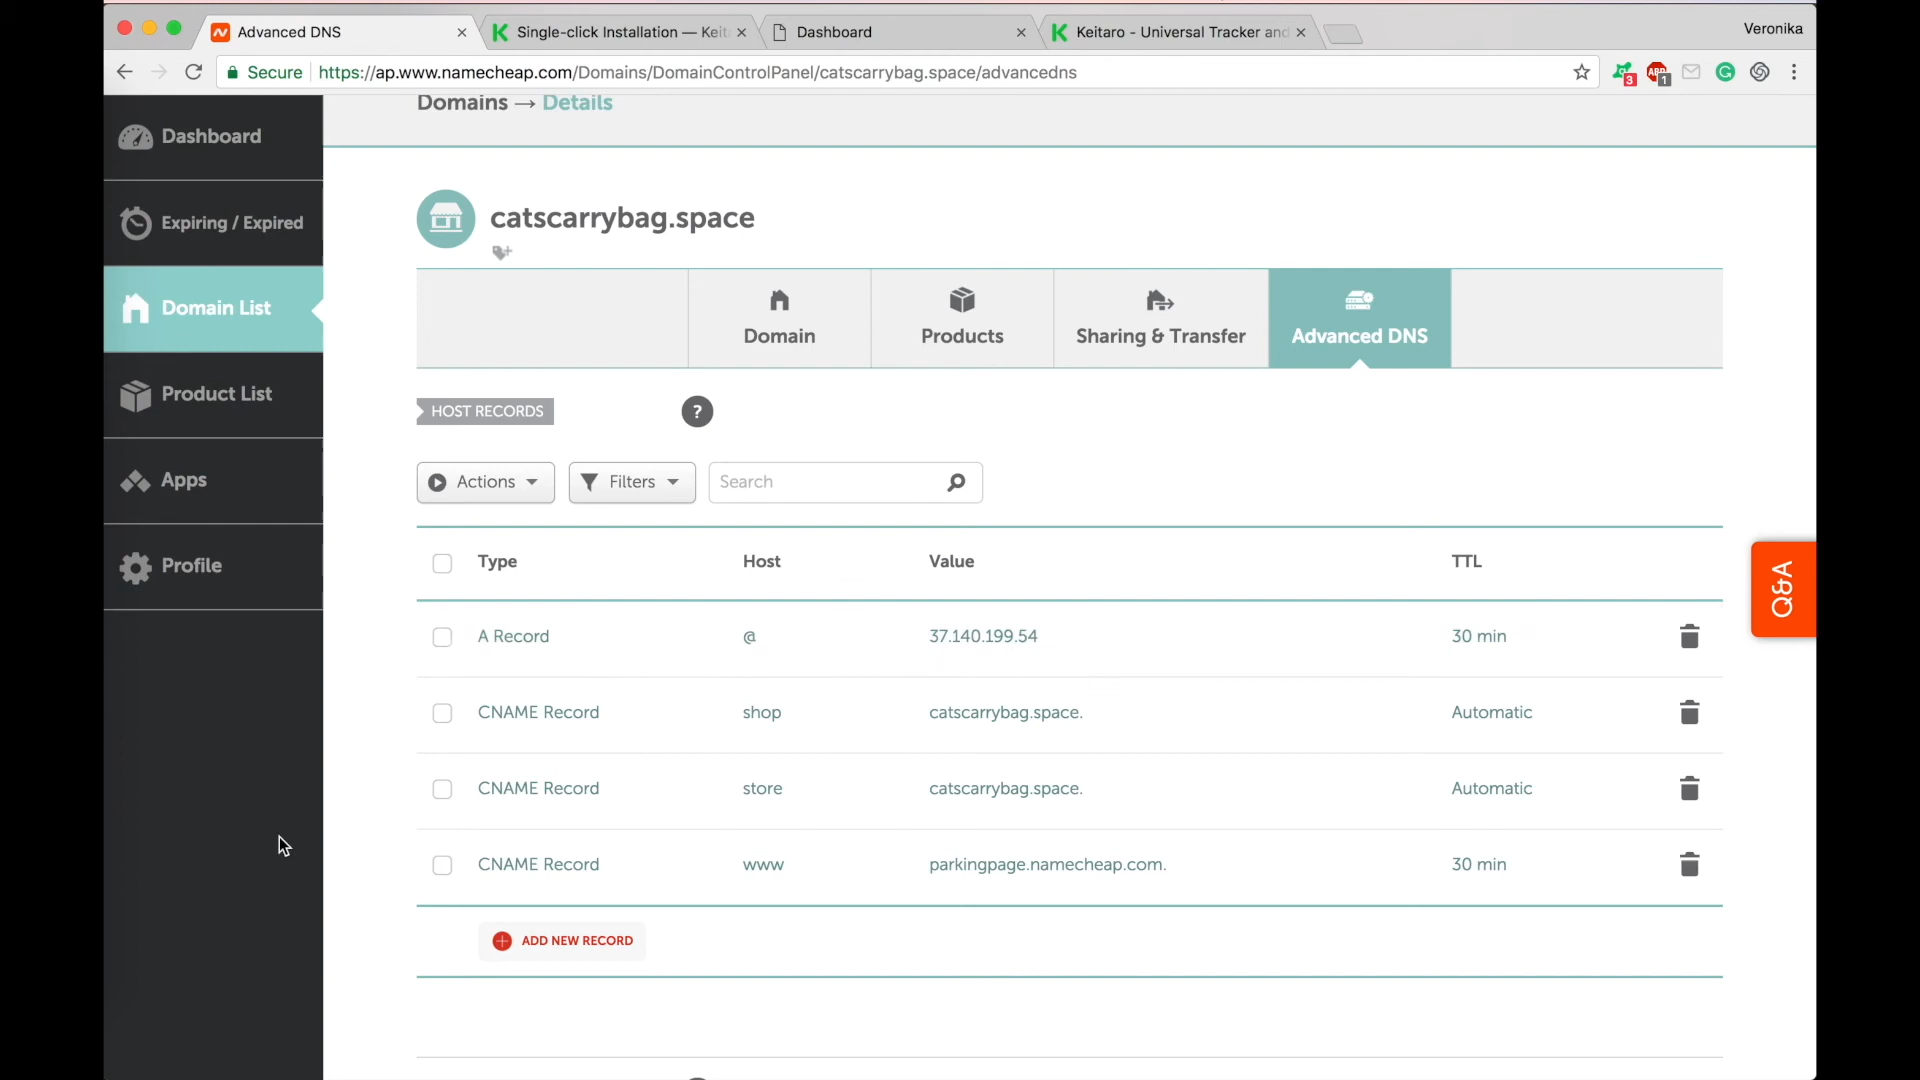 Advanced DNS
Single-click Installation — Keit
Dashboard
Keitaro - Universal Tracker and
Veronika
Secure
https://ap.www.namecheap.com/Domains/DomainControlPanel/catscarrybag.space/advancedns
3
ABP
1
Domains → Details
Dashboard
Expiring / Expired
Domain List
Product List
Apps
Profile
catscarrybag.space
Domain
Products
Sharing & Transfer
Advanced DNS
HOST RECORDS
?
Actions
Filters
Search
Type Host Value TTL
A Record @ 37.140.199.54 30 min
CNAME Record shop catscarrybag.space. Automatic
CNAME Record store catscarrybag.space. Automatic
CNAME Record www parkingpage.namecheap.com. 30 min
ADD NEW RECORD
Q&A